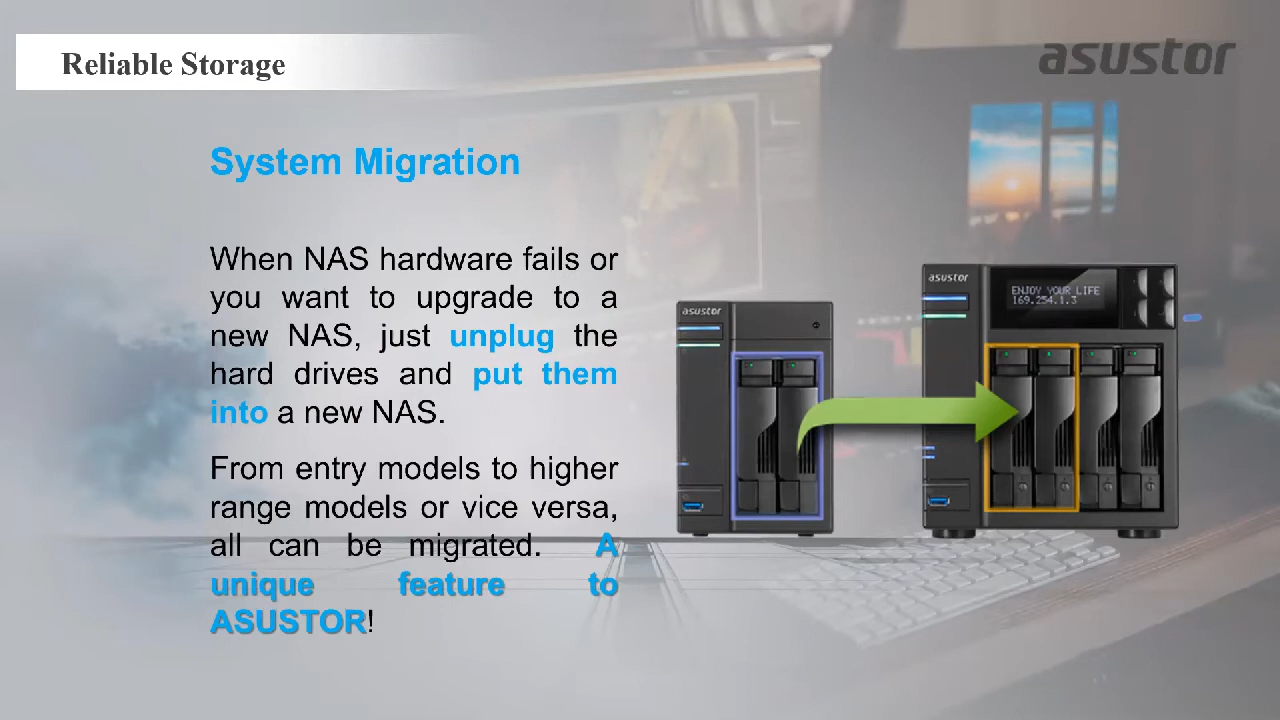 Reliable Storage
asustor
System Migration
When NAS hardware fails or
you want to upgrade to a
new NAS, just unplug the
hard drives and put them
into a new NAS.
From entry models to higher
range models or vice versa,
all can be migrated. A
unique feature to
ASUSTOR!
asustor
asustor
ENJOY YOUR LIFE
169.254.1.3